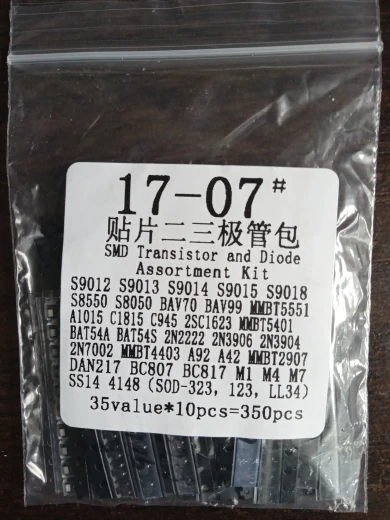 17-07#
贴片二三极管包
SMD Transistor and Diode
Assortment Kit
S9012 S9013 S9014 S9015 S9018
S8550 S8050 BAV70 BAV99 MMBT5551
A1015 C1815 C945 2SC1623 MMBT5401
BAT54A BAT54S 2N2222 2N3906 2N3904
2N7002 MMBT4403 A92 A42 MMBT2907
DAN217 BC807 BC817 M1 M4 M7
SS14 4148 (SOD-323, 123, LL34)
35value*10pcs=350pcs